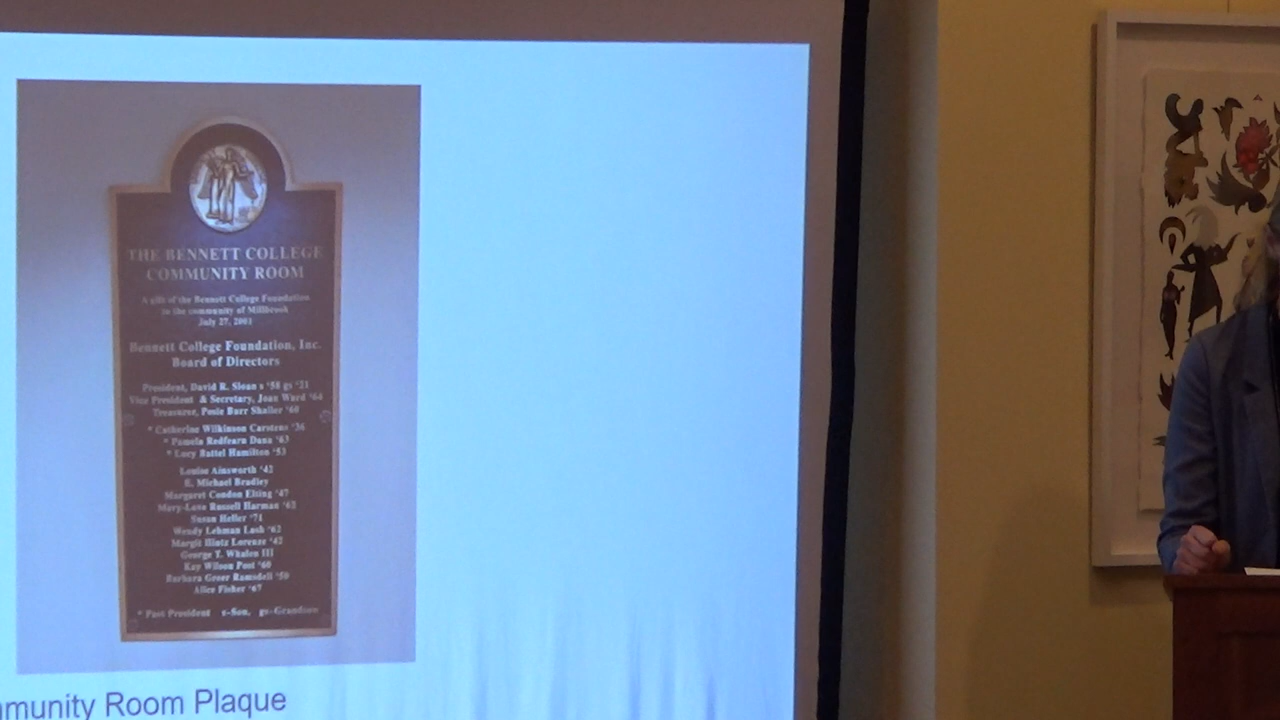 THE BENNETT COLLEGE
COMMUNITY ROOM
A gift of the Bennett College Foundation
to the community of Millbrook
July 27, 2001
Bennett College Foundation, Inc.
Board of Directors
President, David R. Sloan s '58 gs '21
Vice President & Secretary, Joan Ward '64
Treasurer, Posie Barr Shaller '60
* Catherine Wilkinson Carstens '36
* Pamela Redfearn Dana '63
* Lucy Battel Hamilton '53
Louise Ainsworth '42
E. Michael Bradley
Margaret Condon Elting '47
Mary-Lane Russell Harman '62
Susan Heller '71
Wendy Lehman Lash '62
Margit Hintz Lorenze '42
George T. Whalen III
Kay Wilson Post '60
Barbara Greer Ramsdell '50
Alice Fisher '67
* Past President s-Son, gs-Grandson
munity Room Plaque